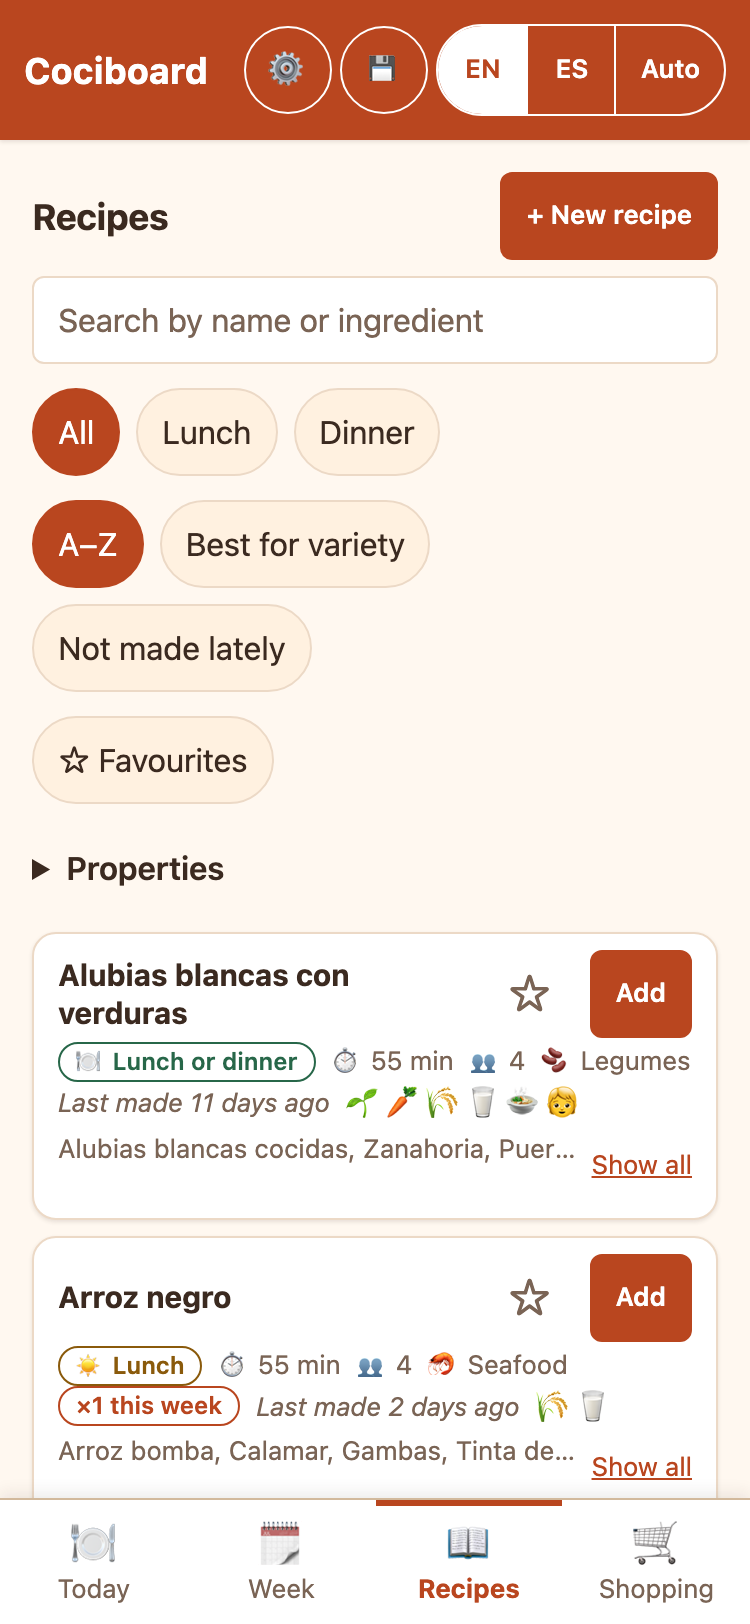 Cociboard
EN
ES
Auto
Recipes
+ New recipe
Search by name or ingredient
All
Lunch
Dinner
A–Z
Best for variety
Not made lately
☆ Favourites
▶ Properties
Alubias blancas con
verduras
Add
Lunch or dinner 55 min 4 Legumes
Last made 11 days ago
Alubias blancas cocidas, Zanahoria, Puer...
Show all
Arroz negro
Add
Lunch 55 min 4 Seafood
×1 this week Last made 2 days ago
Arroz bomba, Calamar, Gambas, Tinta de...
Show all
Today
Week
Recipes
Shopping